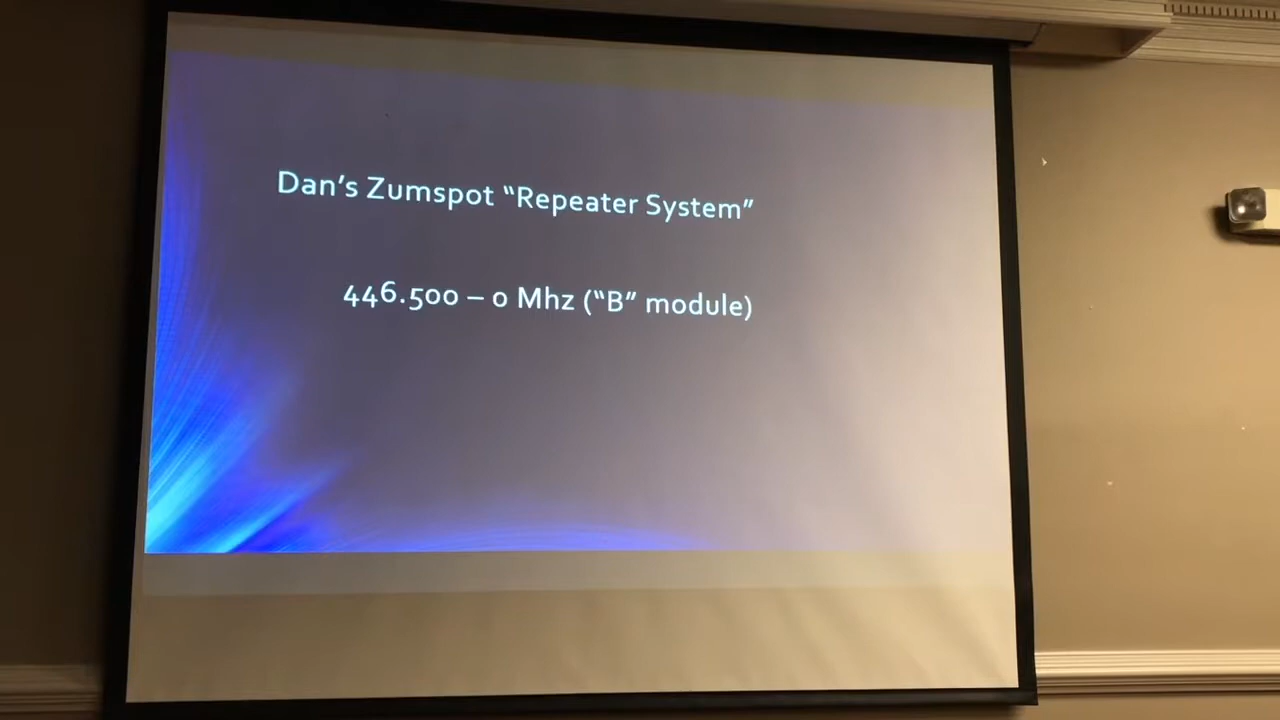 Dan’s Zumspot “Repeater System”
446.500 – 0 Mhz (“B” module)